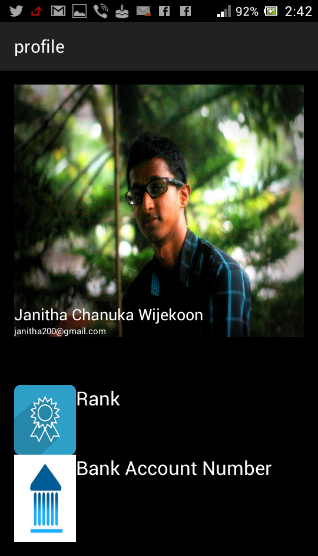 92% 2:42
profile
Janitha Chanuka Wijekoon
janitha200@gmail.com
Rank
Bank Account Number